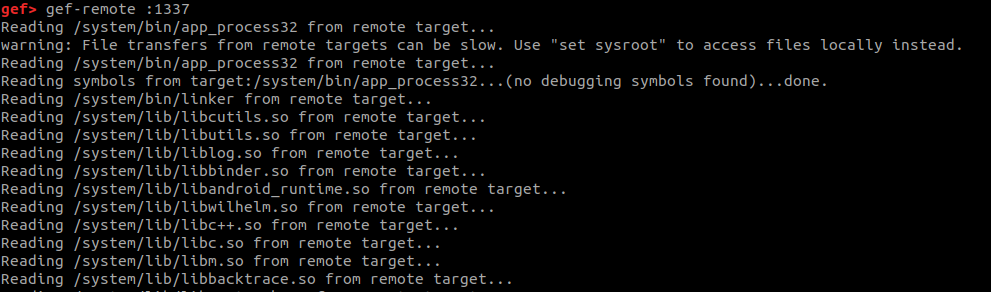 gef> gef-remote :1337
Reading /system/bin/app_process32 from remote target...
warning: File transfers from remote targets can be slow. Use "set sysroot" to access files locally instead.
Reading /system/bin/app_process32 from remote target...
Reading symbols from target:/system/bin/app_process32...(no debugging symbols found)...done.
Reading /system/bin/linker from remote target...
Reading /system/lib/libcutils.so from remote target...
Reading /system/lib/libutils.so from remote target...
Reading /system/lib/liblog.so from remote target...
Reading /system/lib/libbinder.so from remote target...
Reading /system/lib/libandroid_runtime.so from remote target...
Reading /system/lib/libwilhelm.so from remote target...
Reading /system/lib/libc++.so from remote target...
Reading /system/lib/libc.so from remote target...
Reading /system/lib/libm.so from remote target...
Reading /system/lib/libbacktrace.so from remote target...